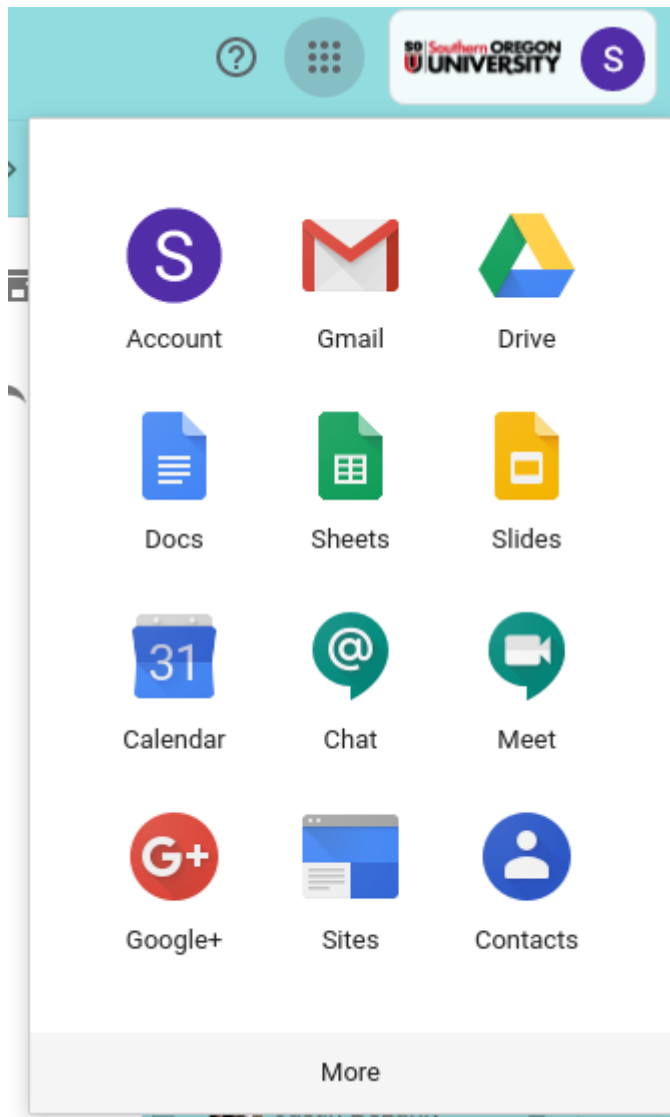 SO Southern OREGON
U UNIVERSITY
S
S
Account Gmail Drive
Docs Sheets Slides
31 @
Calendar Chat Meet
G+
Google+ Sites Contacts
More